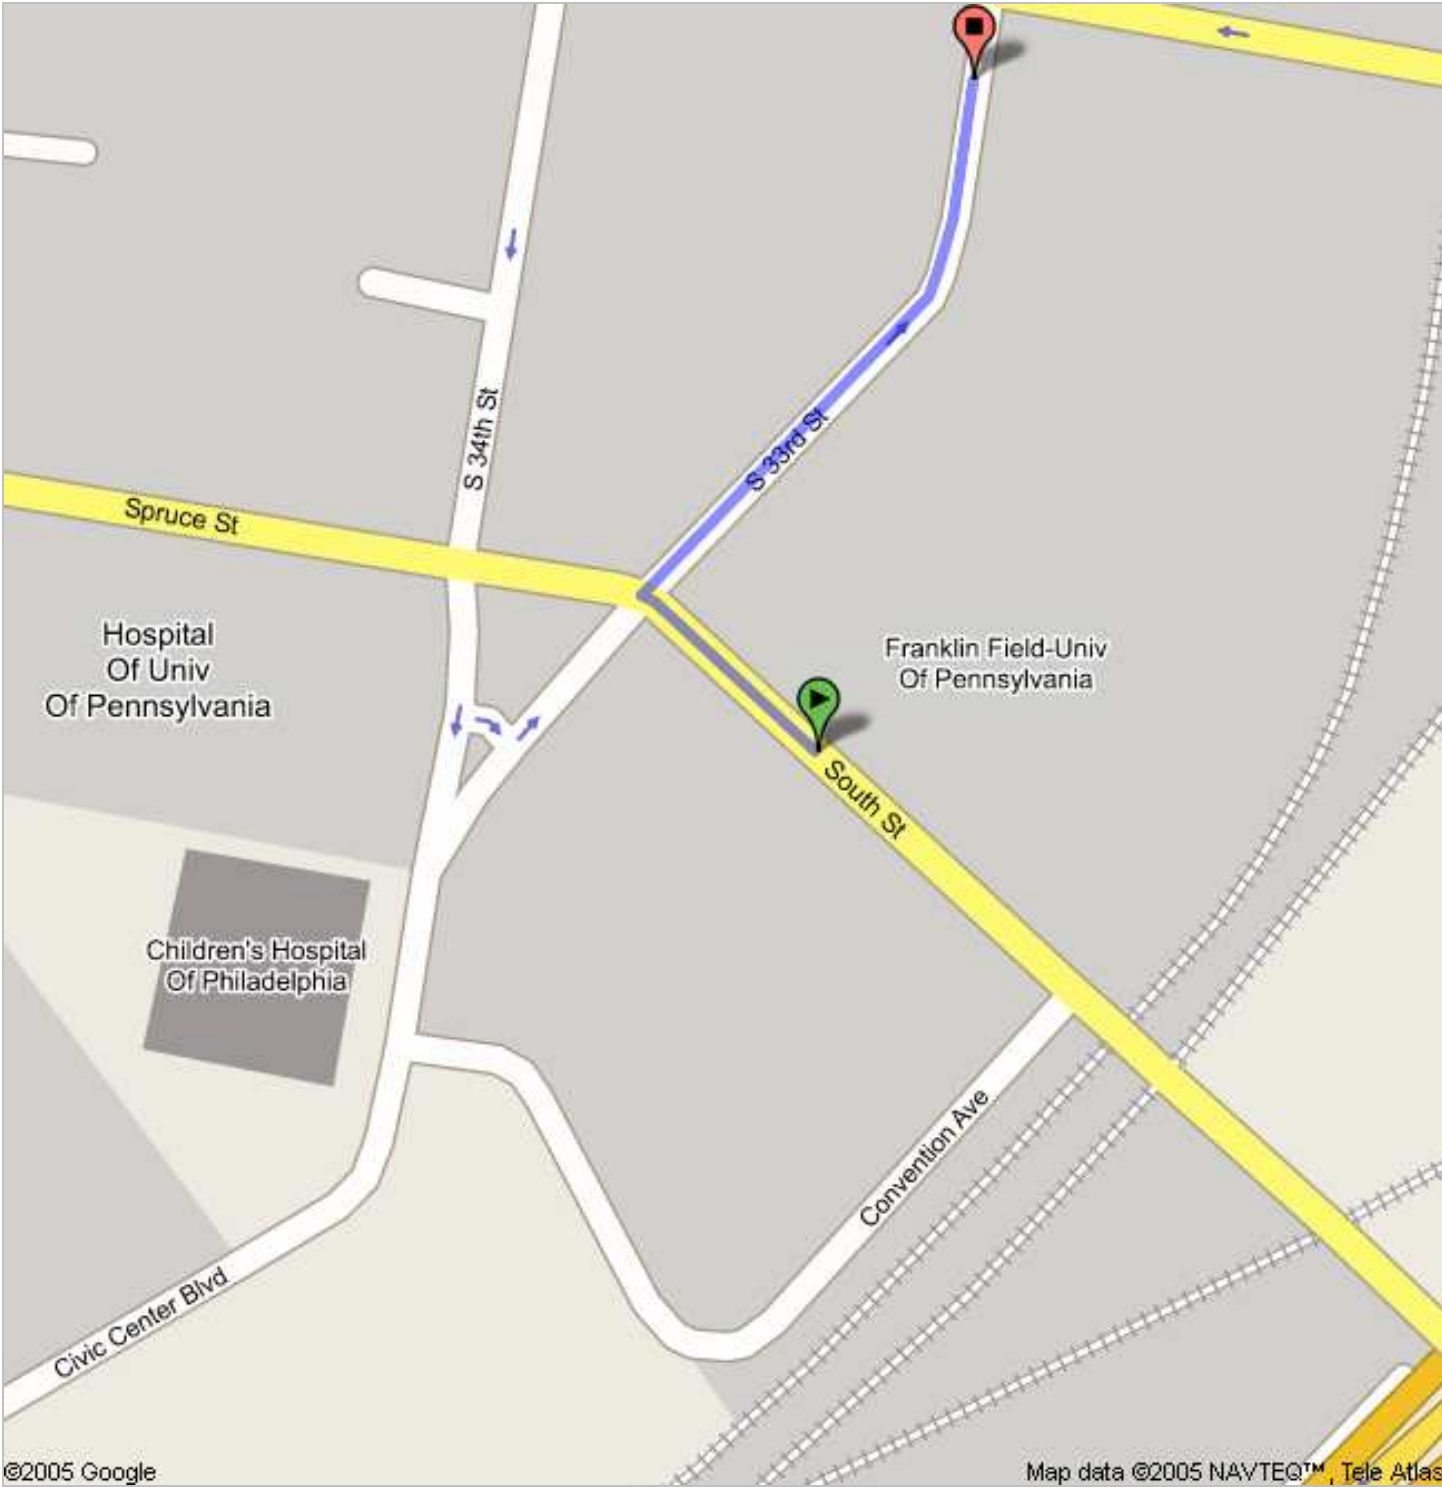 S 34th St
S 33rd St
Spruce St
Hospital
Of Univ
Of Pennsylvania
Franklin Field-Univ
Of Pennsylvania
South St
Children's Hospital
Of Philadelphia
Convention Ave
Civic Center Blvd
©2005 Google
Map data ©2005 NAVTEQ™, Tele Atlas